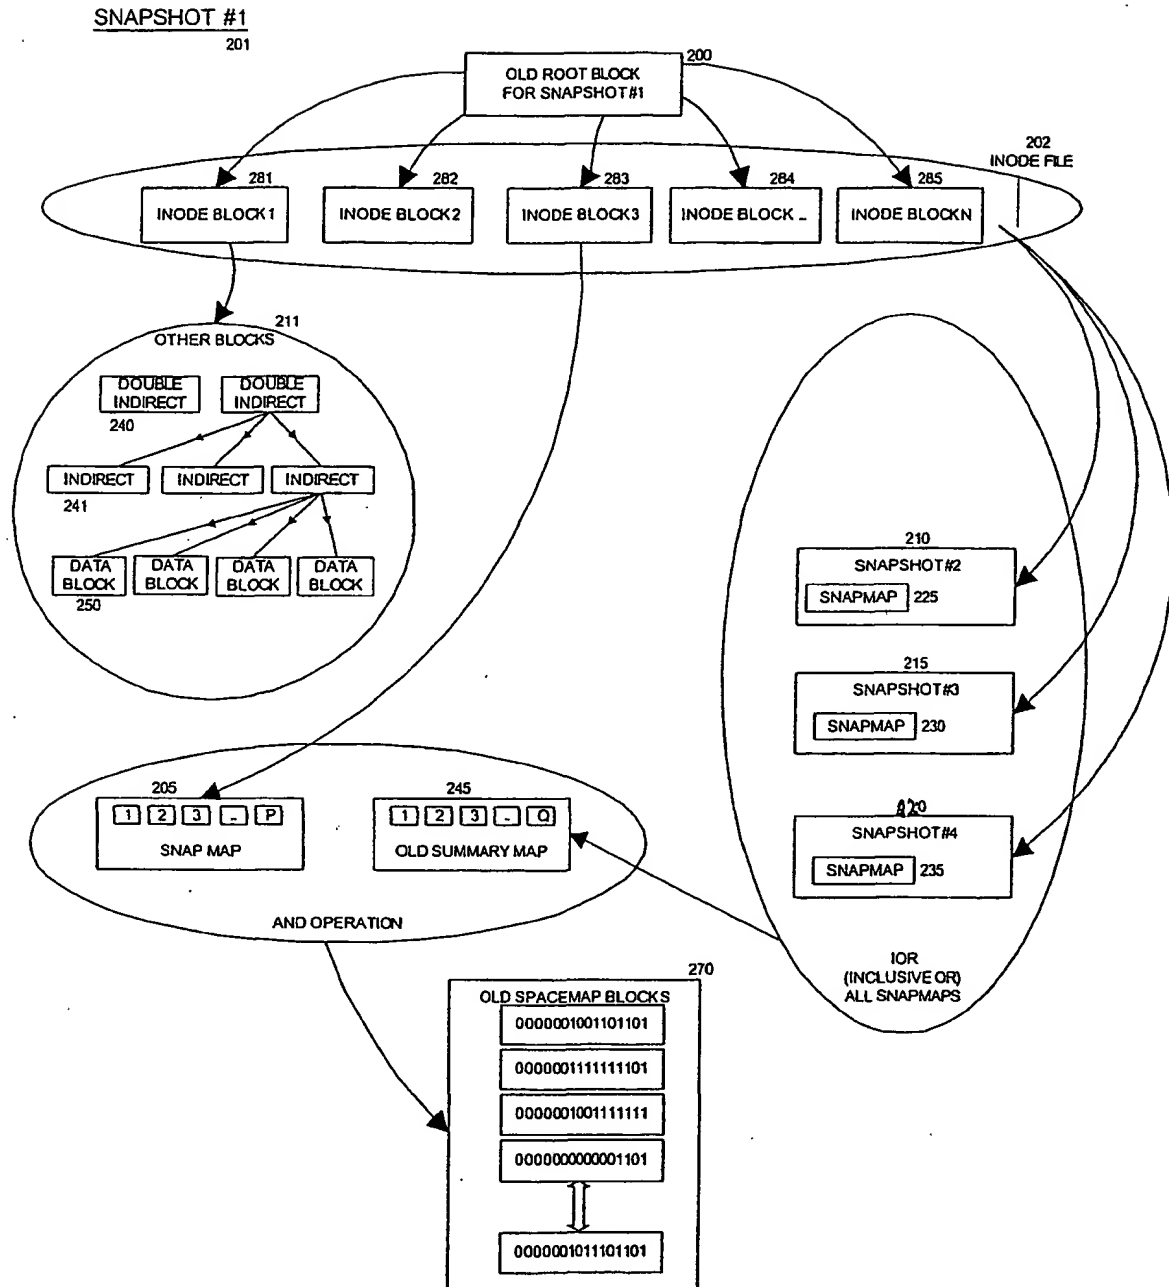 SNAPSHOT #1
201
200
OLD ROOT BLOCK
FOR SNAPSHOT #1
202
INODE FILE
281
282
283
284
285
INODE BLOCK 1
INODE BLOCK 2
INODE BLOCK 3
INODE BLOCK _
INODE BLOCK N
211
OTHER BLOCKS
DOUBLE
INDIRECT
DOUBLE
INDIRECT
240
INDIRECT
INDIRECT
INDIRECT
241
DATA
BLOCK
DATA
BLOCK
DATA
BLOCK
DATA
BLOCK
250
210
SNAPSHOT #2
SNAPMAP
225
215
SNAPSHOT #3
SNAPMAP
230
SNAPSHOT #4
SNAPMAP
235
IOR
(INCLUSIVE OR)
ALL SNAPMAPS
205
1 2 3 _ P
SNAP MAP
245
1 2 3 _ Q
OLD SUMMARY MAP
AND OPERATION
270
OLD SPACEMAP BLOCKS
0000001001101101
0000001111111101
0000001001111111
0000000000001101
0000001011101101